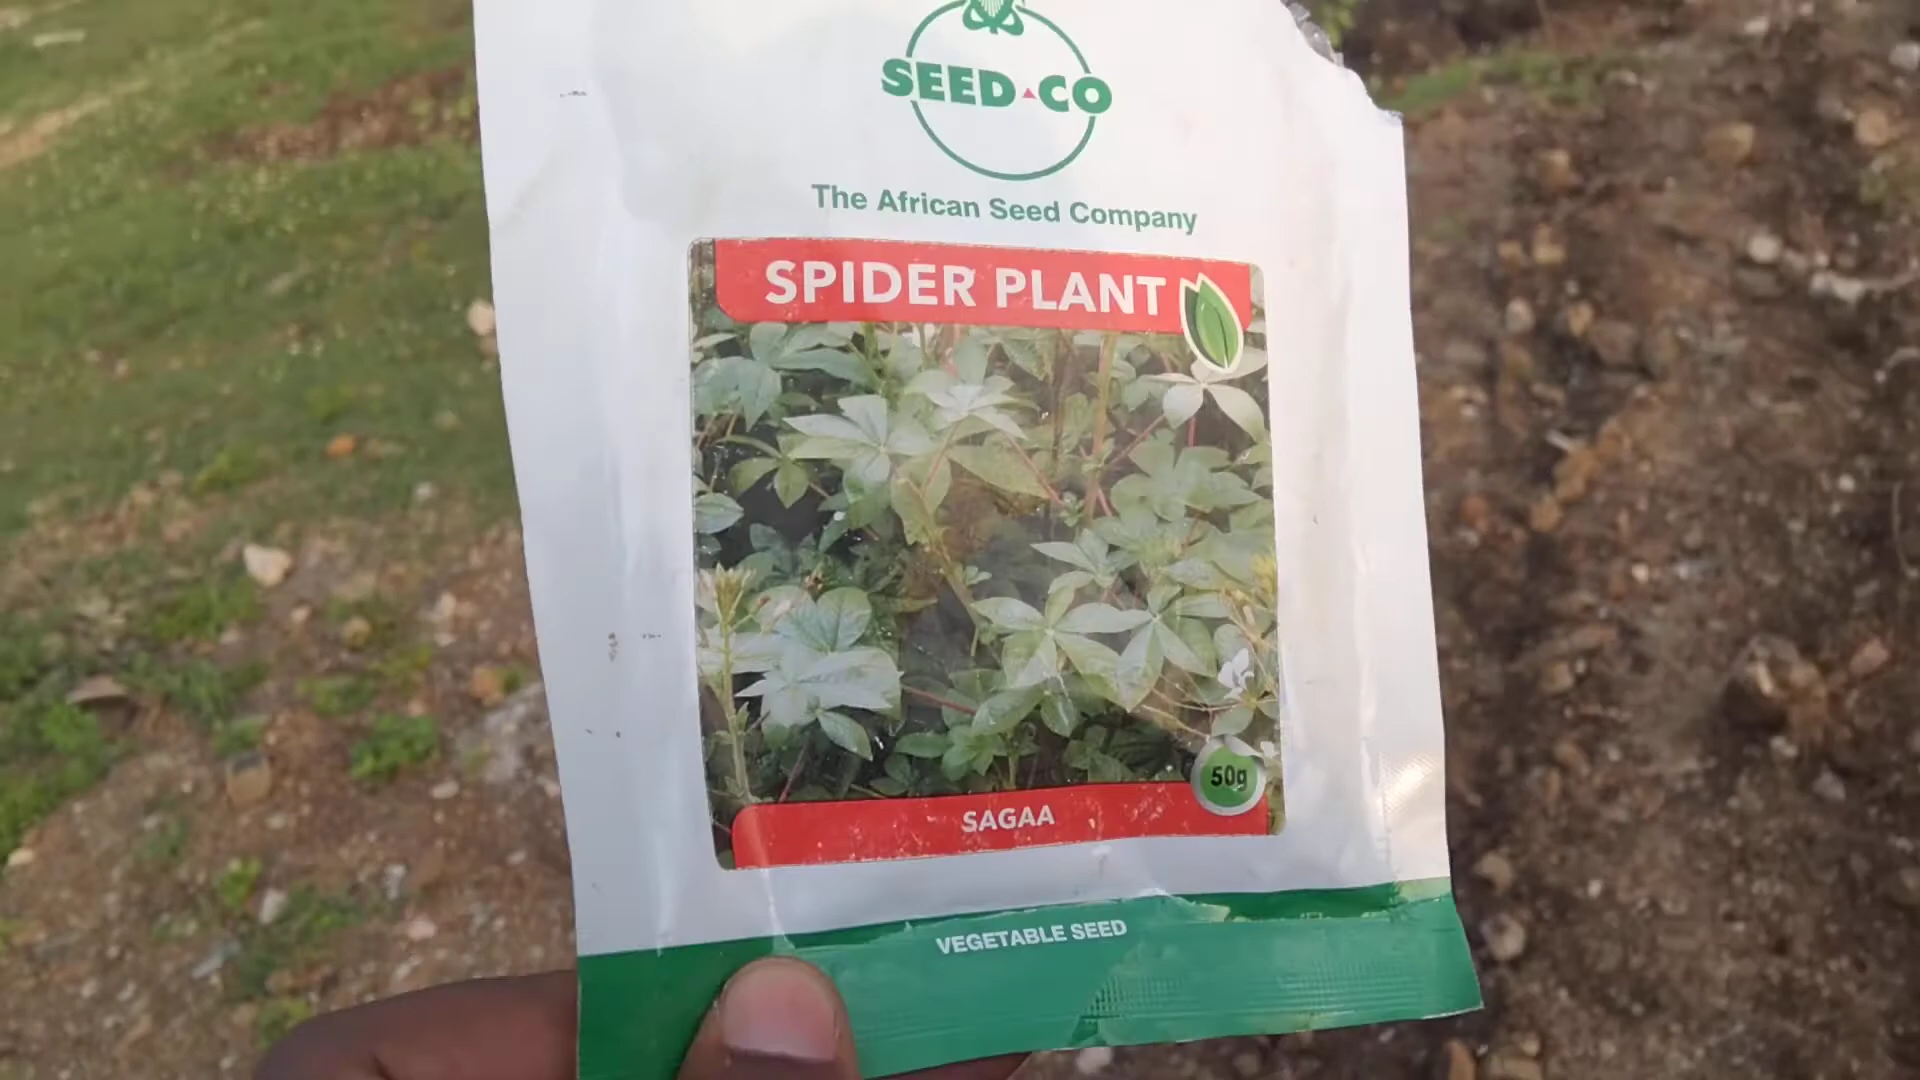 SEED CO
The African Seed Company
SPIDER PLANT
50g
SAGAA
VEGETABLE SEED